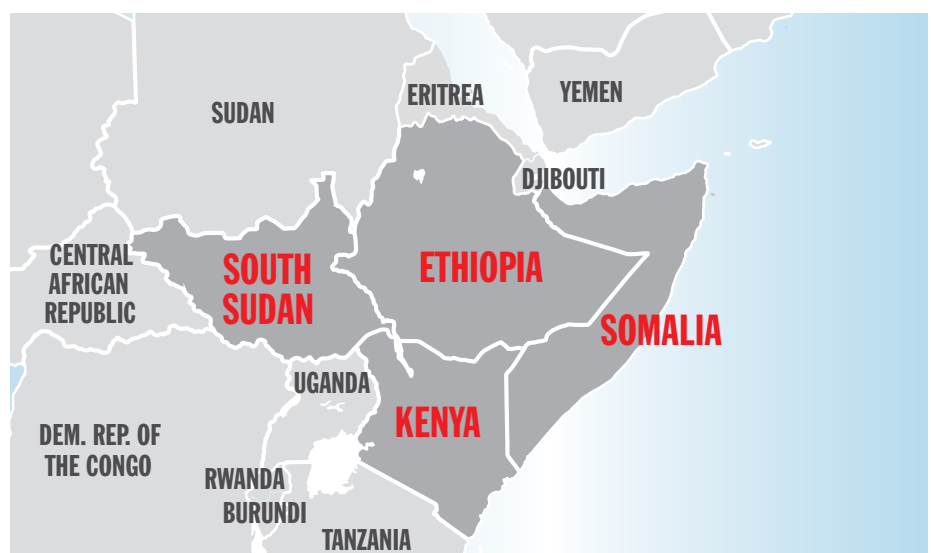 SUDAN
ERITREA
YEMEN
DJIBOUTI
CENTRAL
AFRICAN
REPUBLIC
SOUTH
SUDAN
ETHIOPIA
SOMALIA
UGANDA
KENYA
DEM. REP. OF
THE CONGO
RWANDA
BURUNDI
TANZANIA